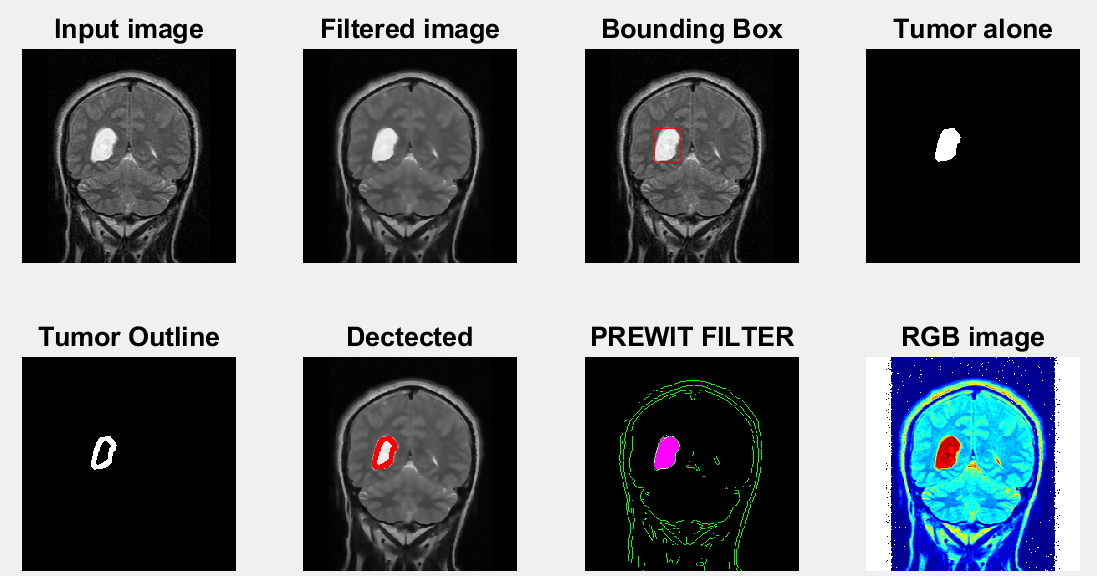 Input image
Filtered image
Bounding Box
Tumor alone
Tumor Outline
Dectected
PREWIT FILTER
RGB image